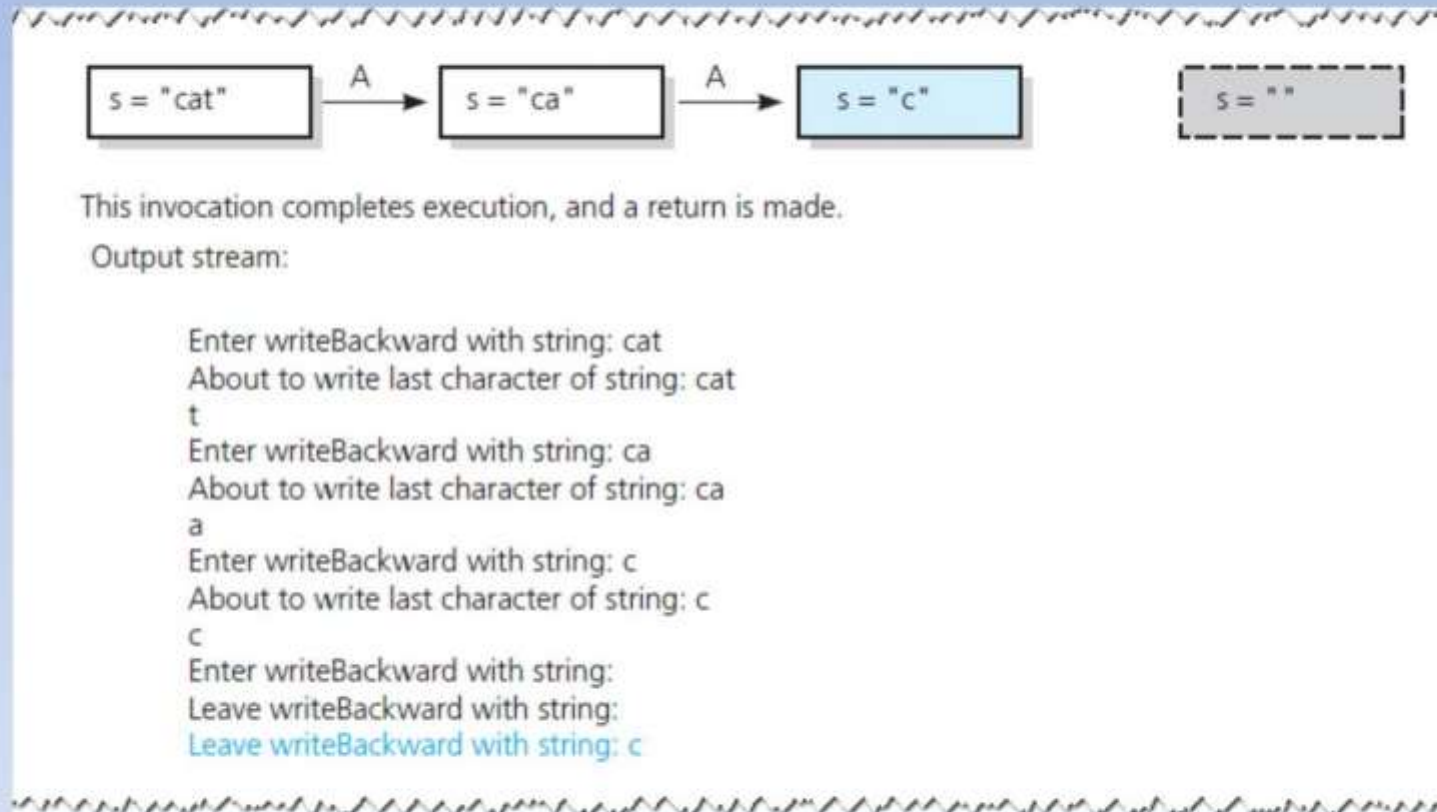 s = "cat" A s = "ca" A s = "c" s = ""
This invocation completes execution, and a return is made.
Output stream:
Enter writeBackward with string: cat
About to write last character of string: cat
t
Enter writeBackward with string: ca
About to write last character of string: ca
a
Enter writeBackward with string: c
About to write last character of string: c
c
Enter writeBackward with string:
Leave writeBackward with string:
Leave writeBackward with string: c